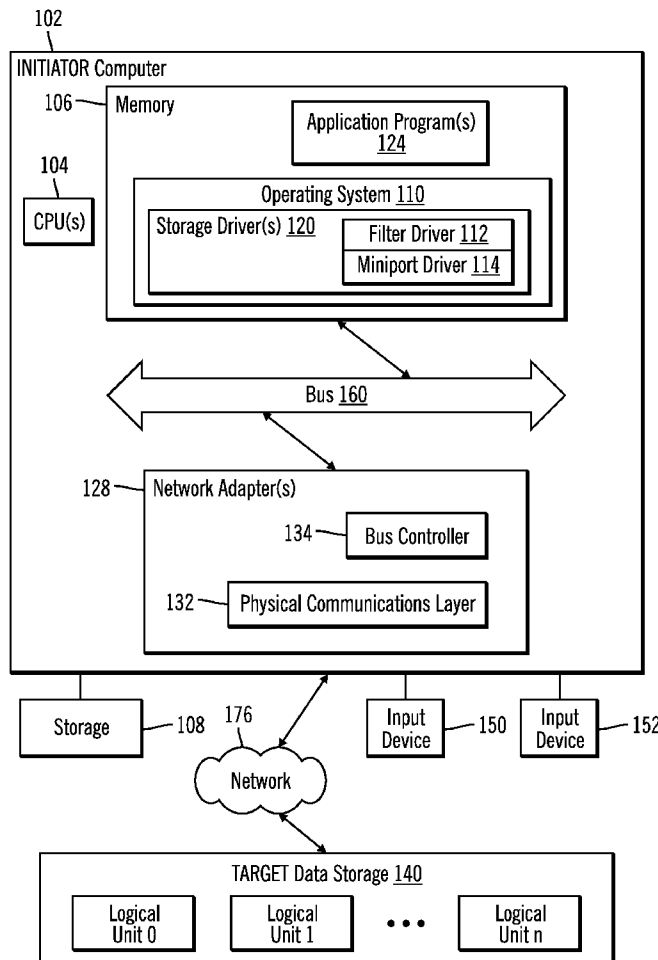 102
INITIATOR Computer
106
Memory
Application Program(s)
124
104
CPU(s)
Operating System 110
Storage Driver(s) 120
Filter Driver 112
Miniport Driver 114
Bus 160
128
Network Adapter(s)
134
Bus Controller
132
Physical Communications Layer
Storage
108
176
Network
Input
Device
150
Input
Device
152
TARGET Data Storage 140
Logical
Unit 0
Logical
Unit 1
• • •
Logical
Unit n